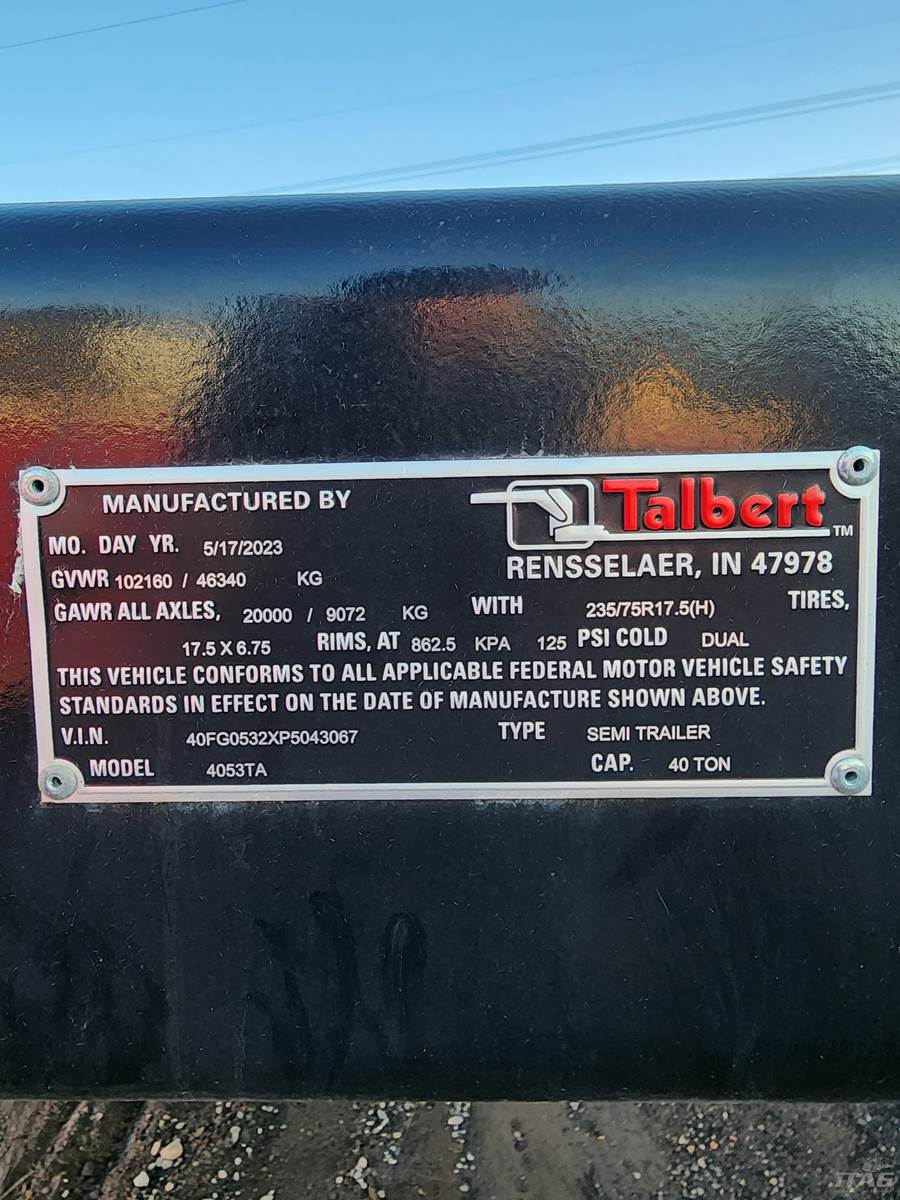 MANUFACTURED BY
Talbert TM
MO. DAY YR. 5/17/2023
RENSSELAER, IN 47978
GVWR 102160 / 46340 KG
GAWR ALL AXLES, 20000 / 9072 KG WITH 235/75R17.5(H) TIRES,
17.5 X 6.75 RIMS, AT 862.5 KPA 125 PSI COLD DUAL
THIS VEHICLE CONFORMS TO ALL APPLICABLE FEDERAL MOTOR VEHICLE SAFETY
STANDARDS IN EFFECT ON THE DATE OF MANUFACTURE SHOWN ABOVE.
V.I.N. 40FG0532XP5043067 TYPE SEMI TRAILER
MODEL 4053TA CAP. 40 TON
JTAG